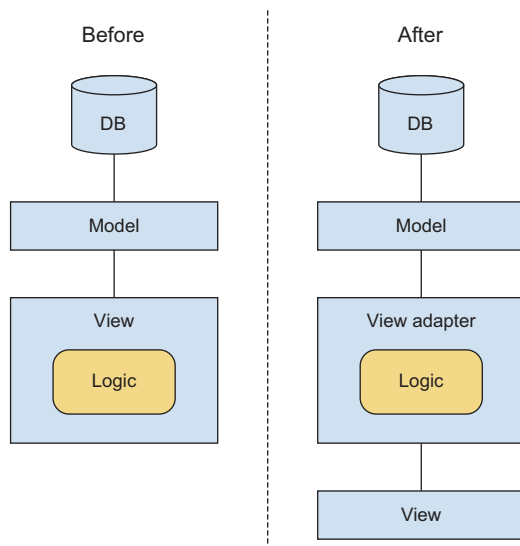 Before
DB
Model
View
Logic
After
DB
Model
View adapter
Logic
View